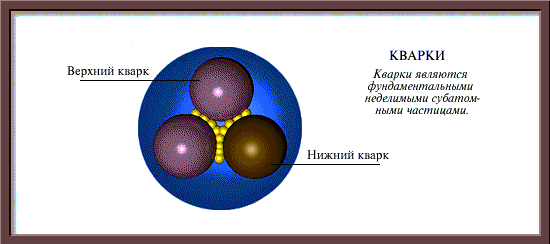 КВАРКИ
Верхний кварк
Кварки являются
фундаментальными
неделимыми субатом-
ными частицами.
Нижний кварк